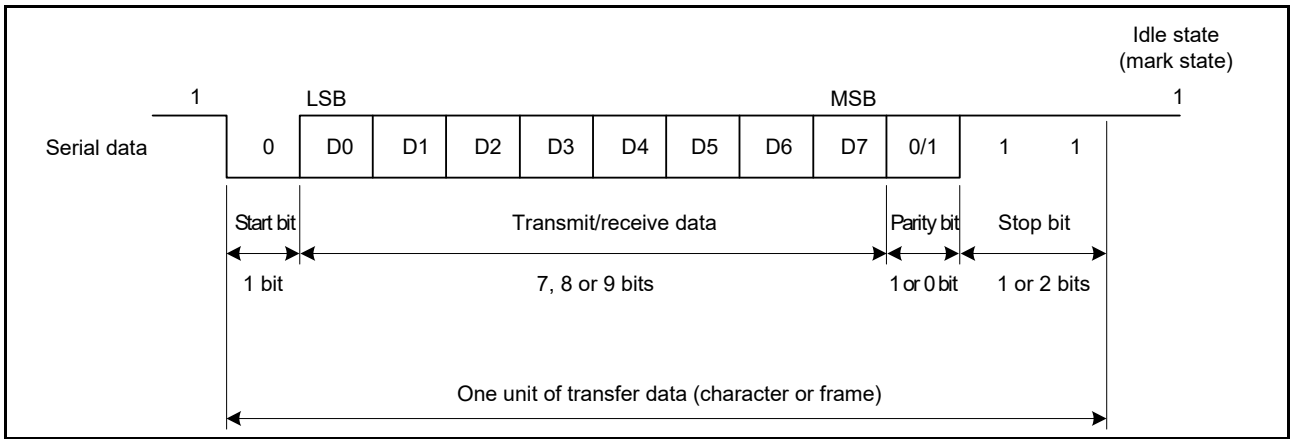 Idle state
(mark state)
1 LSB MSB 1
Serial data 0 D0 D1 D2 D3 D4 D5 D6 D7 0/1 1 1
Start bit Transmit/receive data Parity bit Stop bit
1 bit 7, 8 or 9 bits 1 or 0 bit 1 or 2 bits
One unit of transfer data (character or frame)